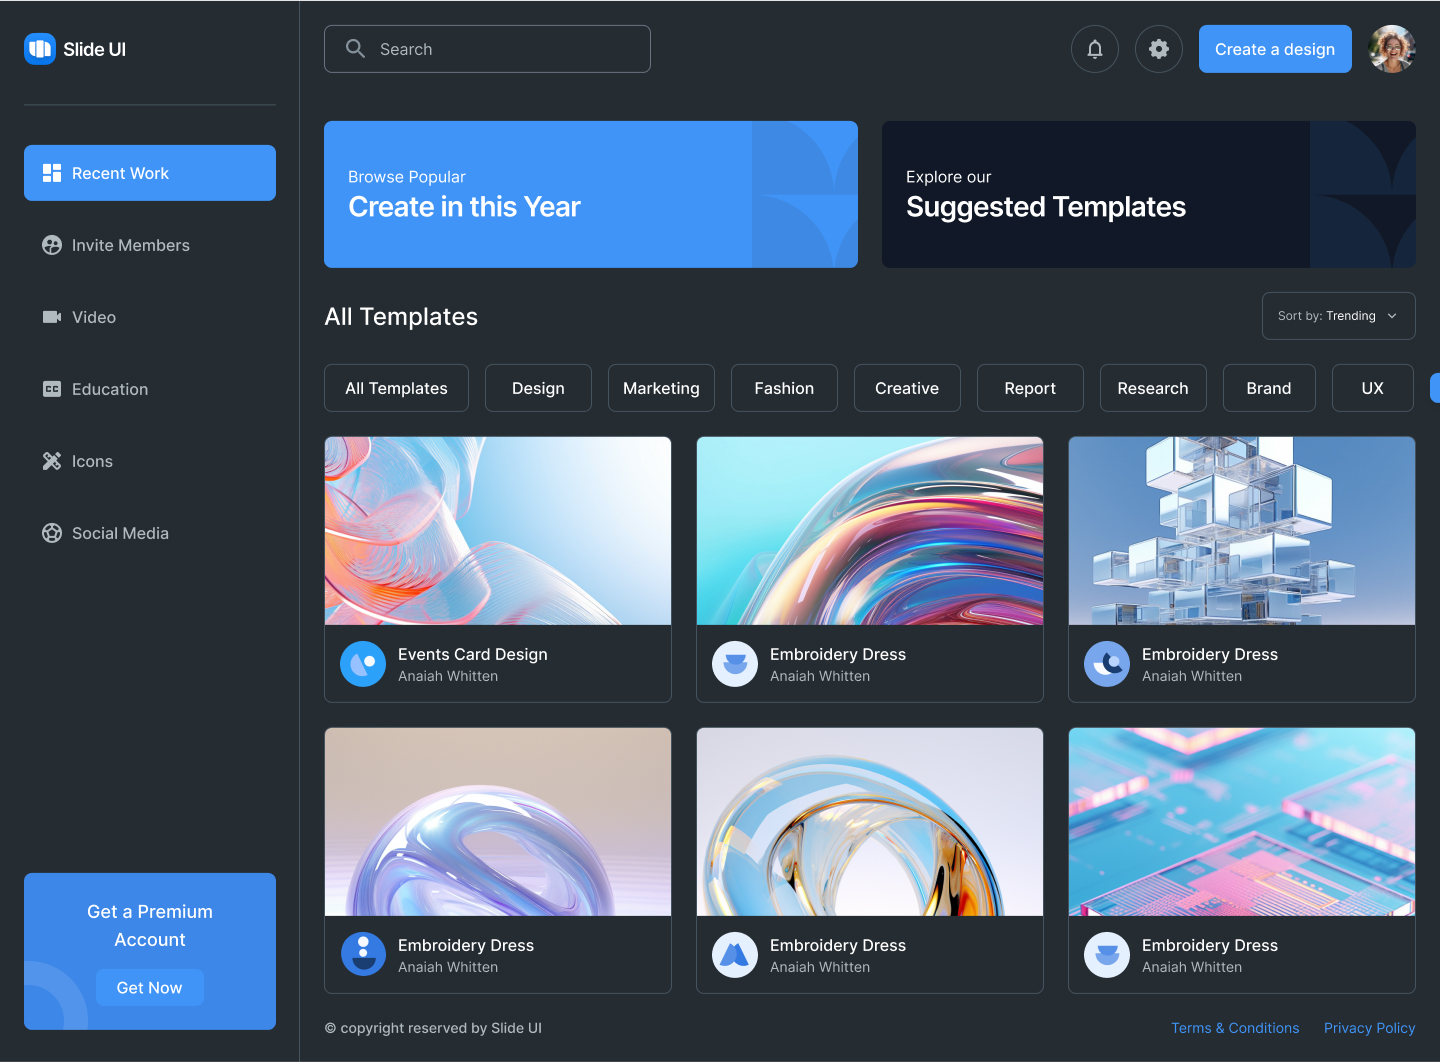 Slide UI
Search
Create a design
Recent Work
Invite Members
Video
Education
Icons
Social Media
Get a Premium
Account
Get Now
Browse Popular
Create in this Year
Explore our
Suggested Templates
All Templates
Sort by: Trending
All Templates
Design
Marketing
Fashion
Creative
Report
Research
Brand
UX
Events Card Design
Anaiah Whitten
Embroidery Dress
Anaiah Whitten
Embroidery Dress
Anaiah Whitten
Embroidery Dress
Anaiah Whitten
Embroidery Dress
Anaiah Whitten
Embroidery Dress
Anaiah Whitten
© copyright reserved by Slide UI
Terms & Conditions
Privacy Policy